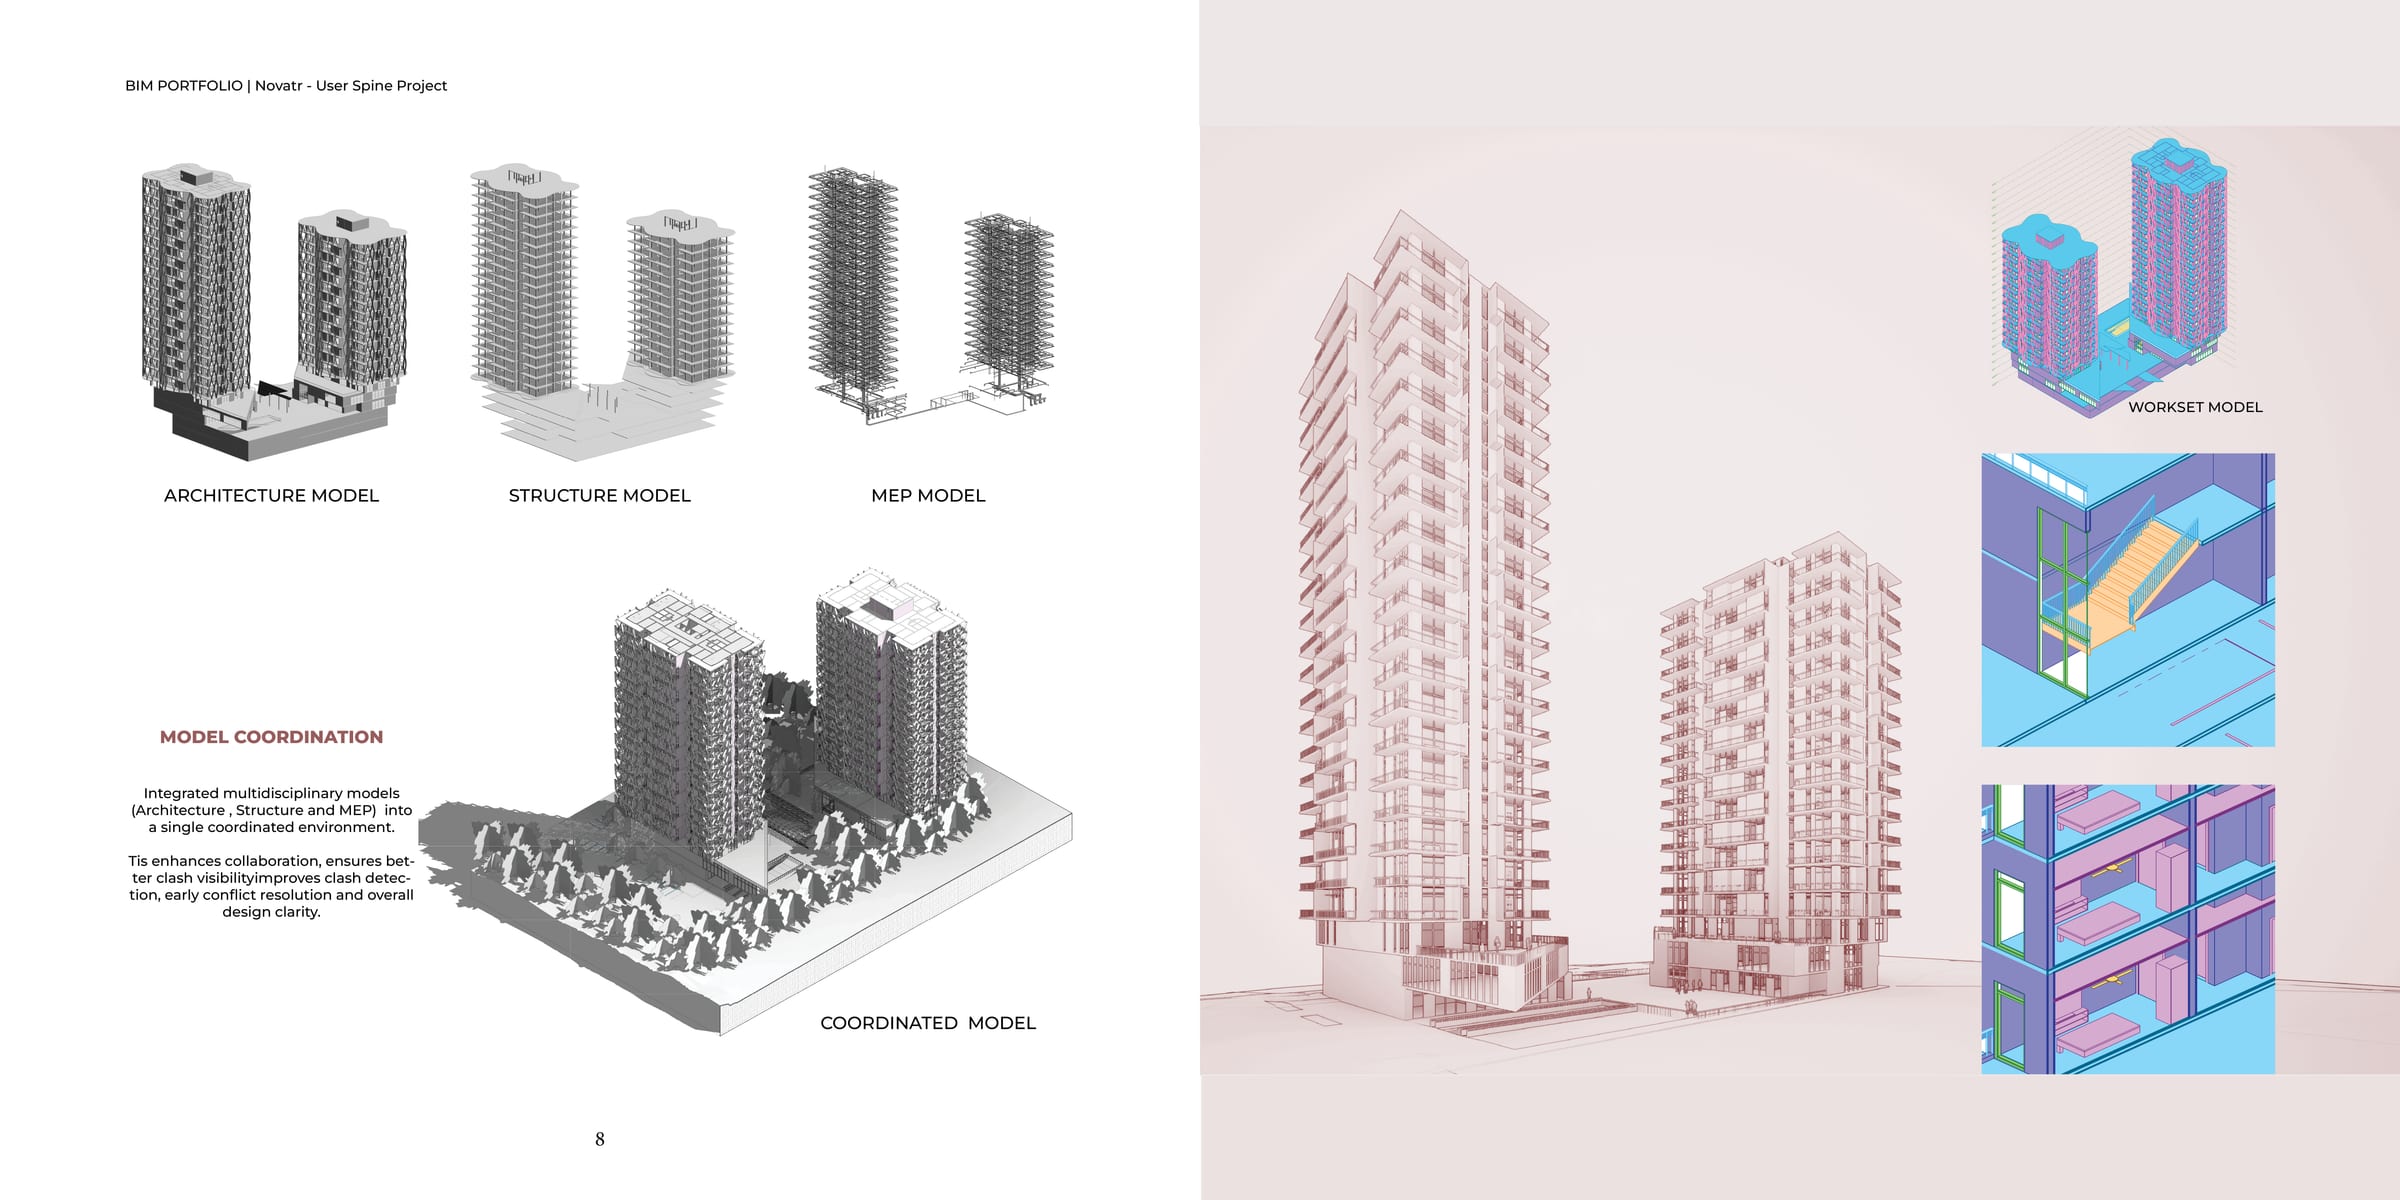 BIM PORTFOLIO | Novatr - User Spine Project
ARCHITECTURE MODEL
STRUCTURE MODEL
MEP MODEL
MODEL COORDINATION
Integrated multidisciplinary models
(Architecture , Structure and MEP)  into
a single coordinated environment.
Tis enhances collaboration, ensures bet-
ter clash visibilityimproves clash detec-
tion, early conflict resolution and overall
design clarity.
COORDINATED  MODEL
8
WORKSET MODEL